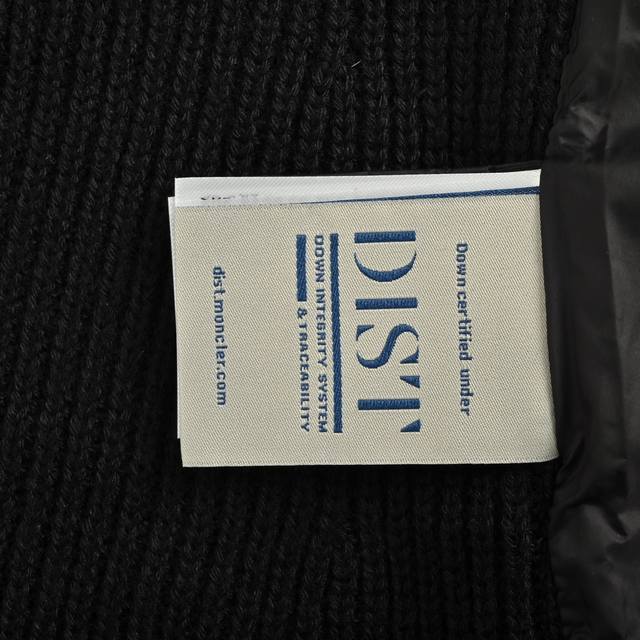 Down certified under
DIST
DOWN INTEGRITY SYSTEM
& TRACEABILITY
dist.moncler.com